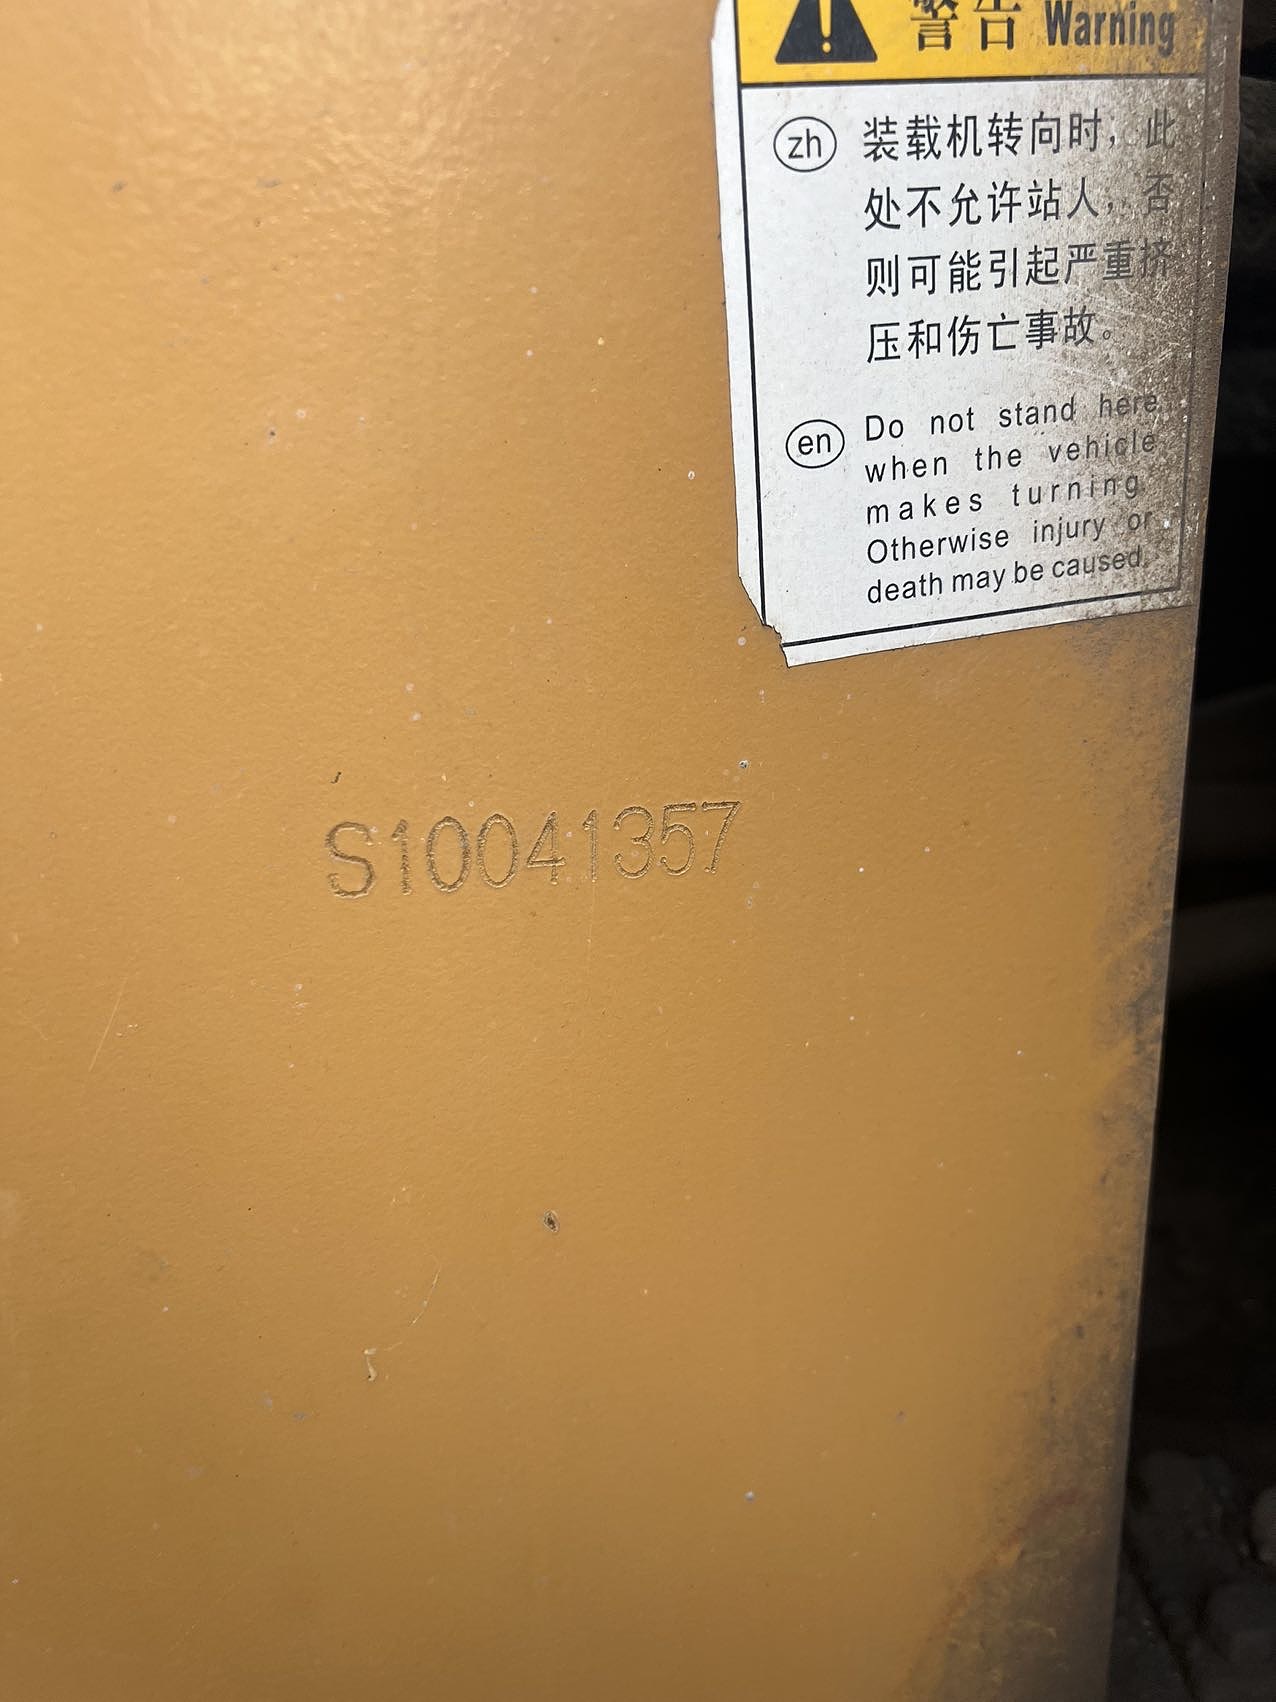 警告 Warning
zh 装载机转向时，此
处不允许站人，否
则可能引起严重挤
压和伤亡事故。
en Do not stand here
when the vehicle
makes turning.
Otherwise injury or
death may be caused.
S10041357